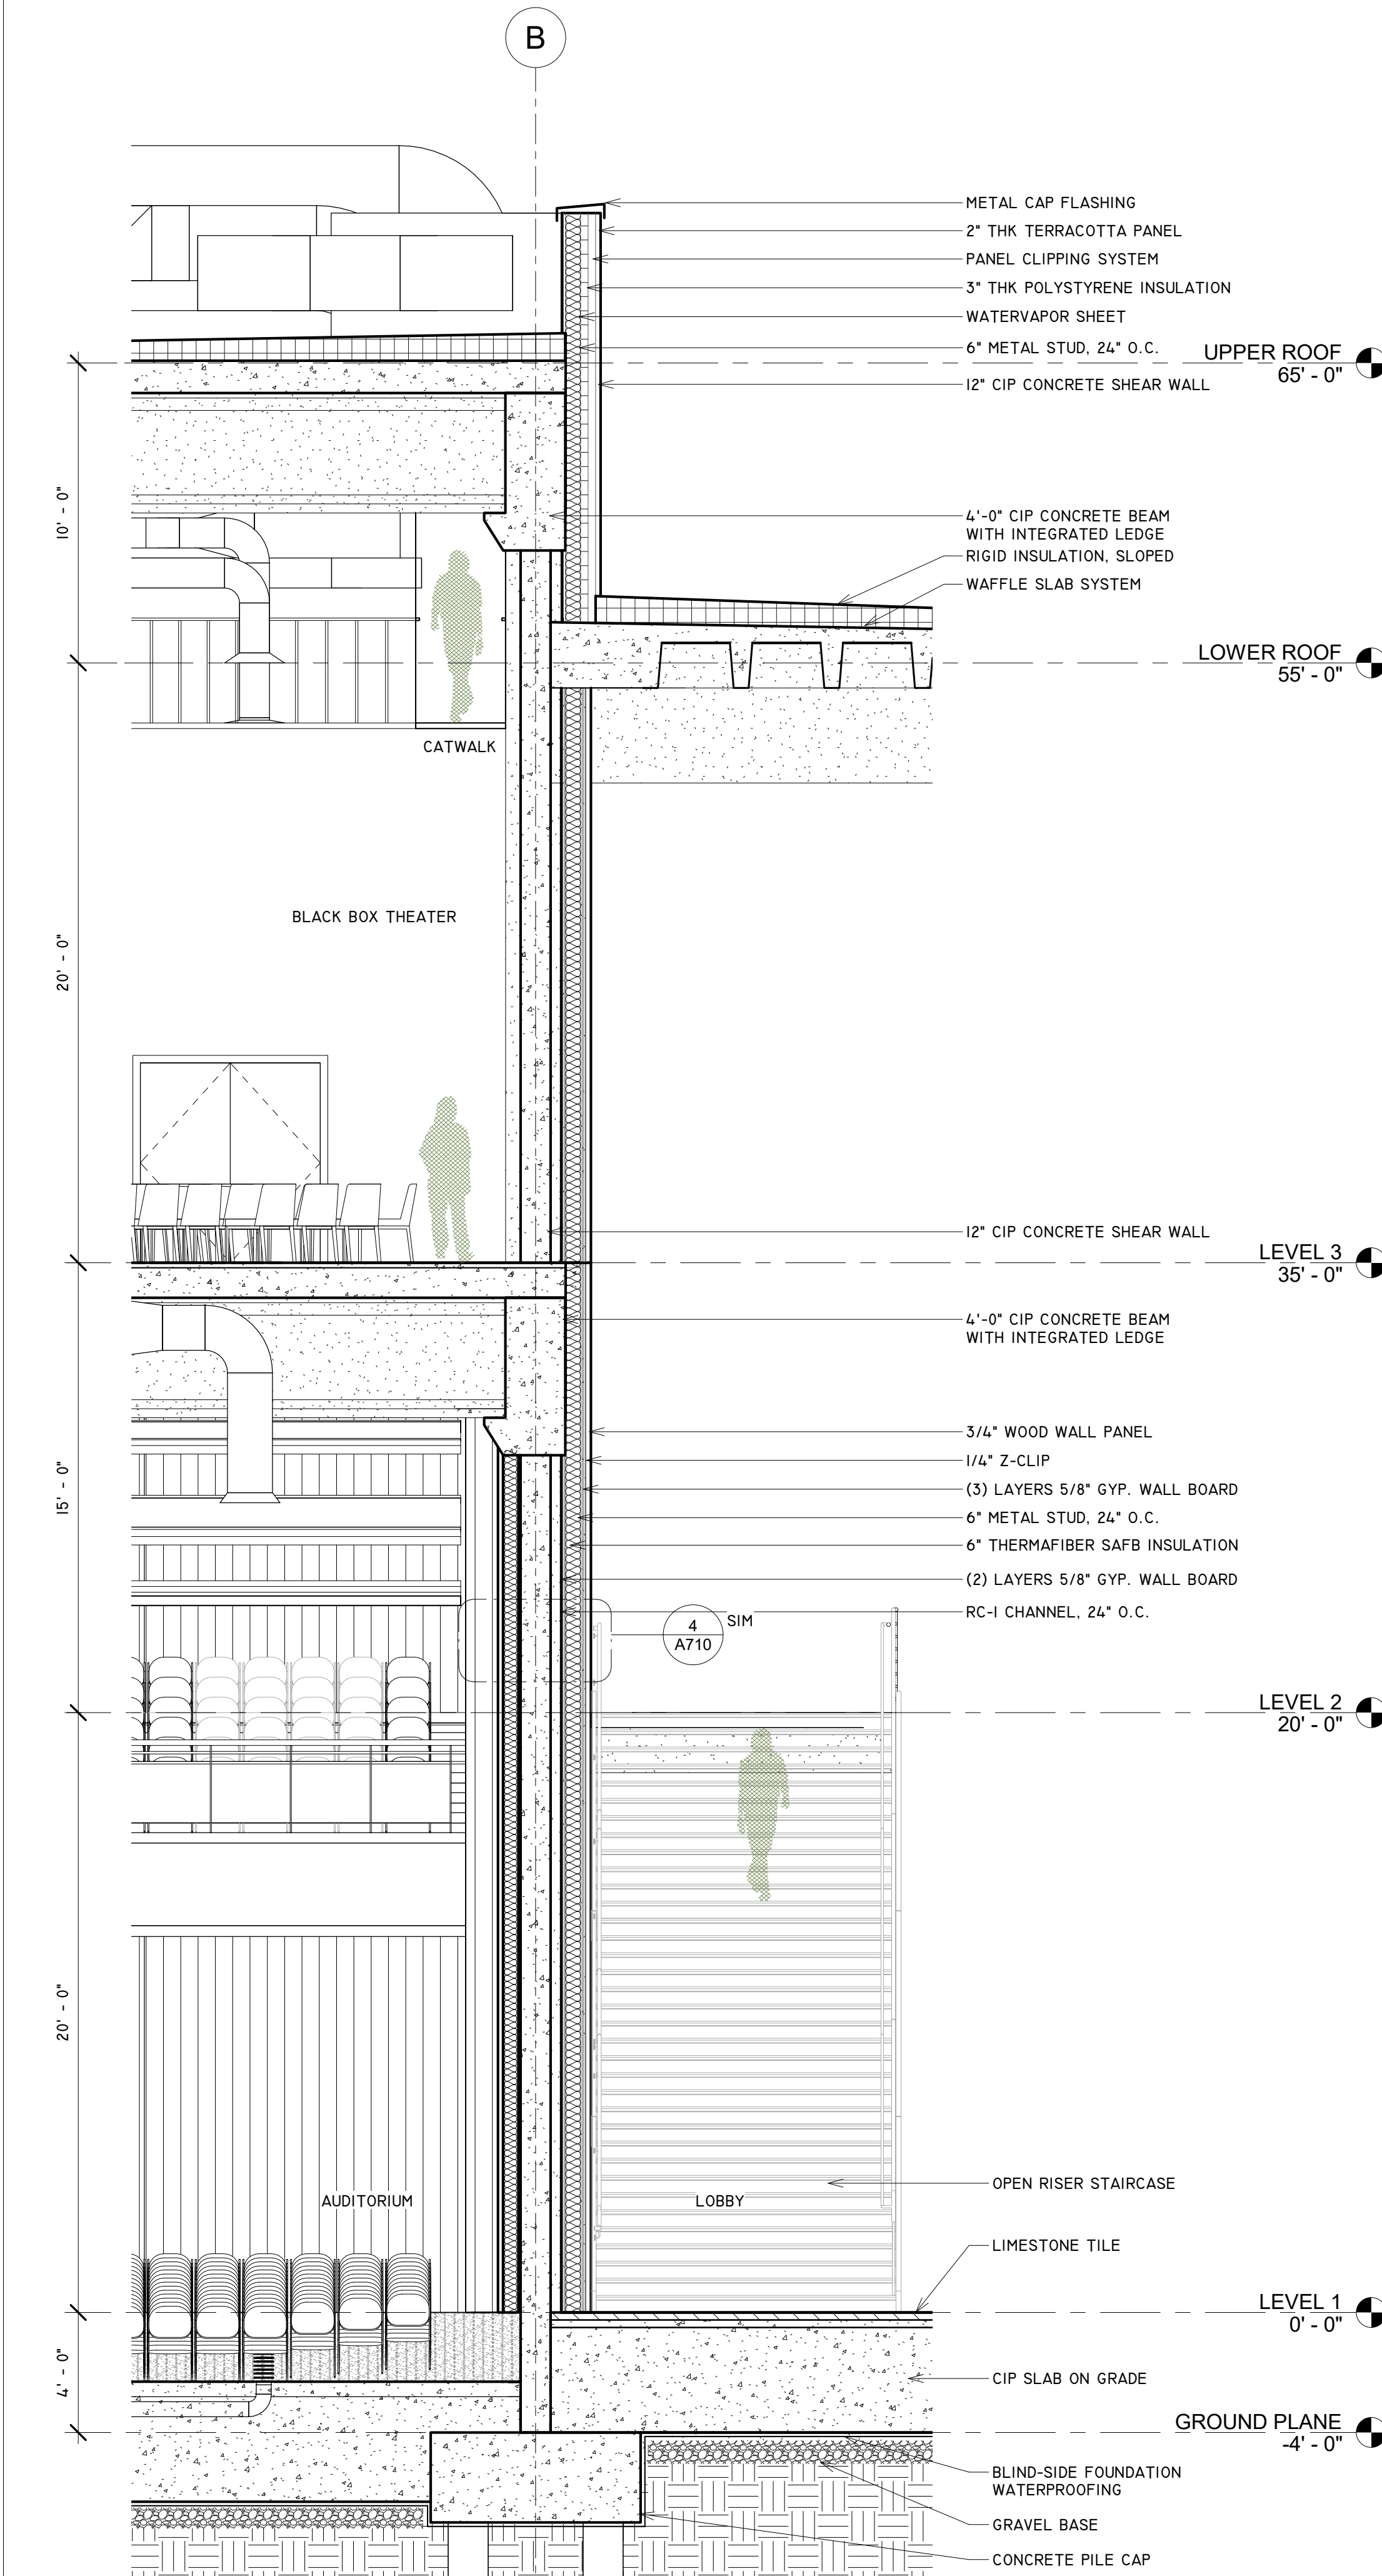 B
METAL CAP FLASHING
2" THK TERRACOTTA PANEL
PANEL CLIPPING SYSTEM
3" THK POLYSTYRENE INSULATION
WATERVAPOR SHEET
6" METAL STUD, 24" O.C.
UPPER ROOF
65' - 0"
12" CIP CONCRETE SHEAR WALL
10' - 0"
4'-0" CIP CONCRETE BEAM
WITH INTEGRATED LEDGE
RIGID INSULATION, SLOPED
WAFFLE SLAB SYSTEM
LOWER ROOF
55' - 0"
CATWALK
BLACK BOX THEATER
20' - 0"
12" CIP CONCRETE SHEAR WALL
LEVEL 3
35' - 0"
4'-0" CIP CONCRETE BEAM
WITH INTEGRATED LEDGE
3/4" WOOD WALL PANEL
1/4" Z-CLIP
15' - 0"
(3) LAYERS 5/8" GYP. WALL BOARD
6" METAL STUD, 24" O.C.
6" THERMAFIBER SAFB INSULATION
(2) LAYERS 5/8" GYP. WALL BOARD
RC-1 CHANNEL, 24" O.C.
4
A710
SIM
LEVEL 2
20' - 0"
20' - 0"
OPEN RISER STAIRCASE
AUDITORIUM
LOBBY
LIMESTONE TILE
LEVEL 1
0' - 0"
4' - 0"
CIP SLAB ON GRADE
GROUND PLANE
-4' - 0"
BLIND-SIDE FOUNDATION
WATERPROOFING
GRAVEL BASE
CONCRETE PILE CAP